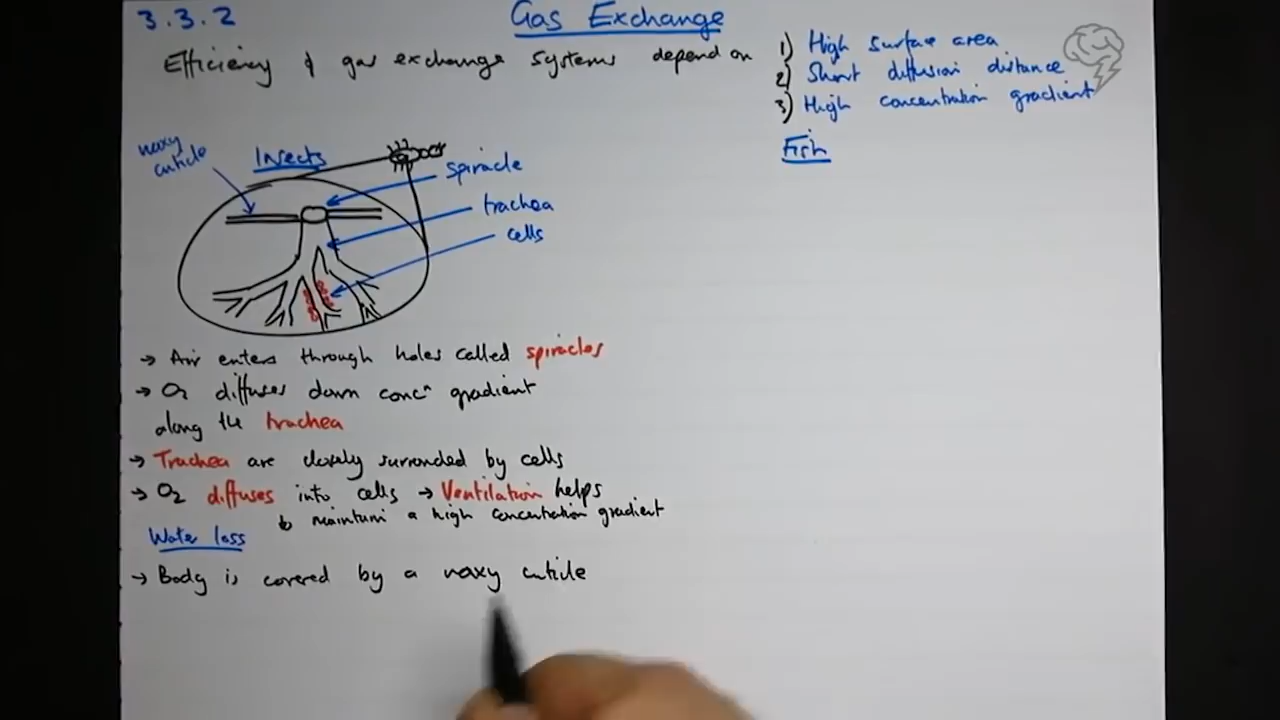 3.3.2
Gas Exchange
Efficiency of gas exchange systems depend on
1) High surface area
2) Short diffusion distance
3) High concentration gradient
waxy
cuticle
Insects
spiracle
trachea
cells
Fish
→ Air enters through holes called spiracles
→ O2 diffuses down concⁿ gradient
along the trachea
→ Trachea are closely surrounded by cells
→ O2 diffuses into cells → Ventilation helps
to maintain a high concentration gradient
Water loss
→ Body is covered by a waxy cuticle